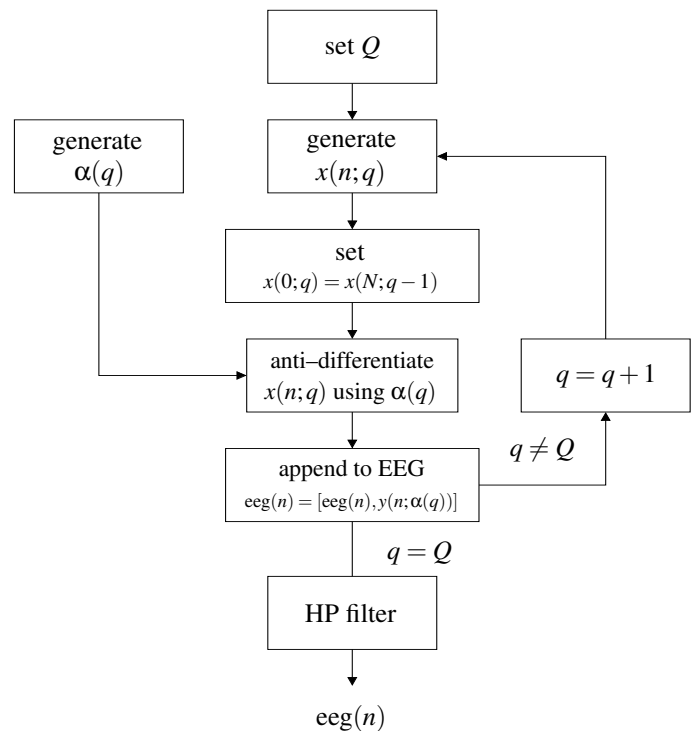 set Q
generate
α(q)
generate
x(n;q)
set
x(0;q) = x(N;q−1)
anti–differentiate
x(n;q) using α(q)
q = q + 1
q ≠ Q
append to EEG
eeg(n) = [eeg(n), y(n;α(q))]
q = Q
HP filter
eeg(n)